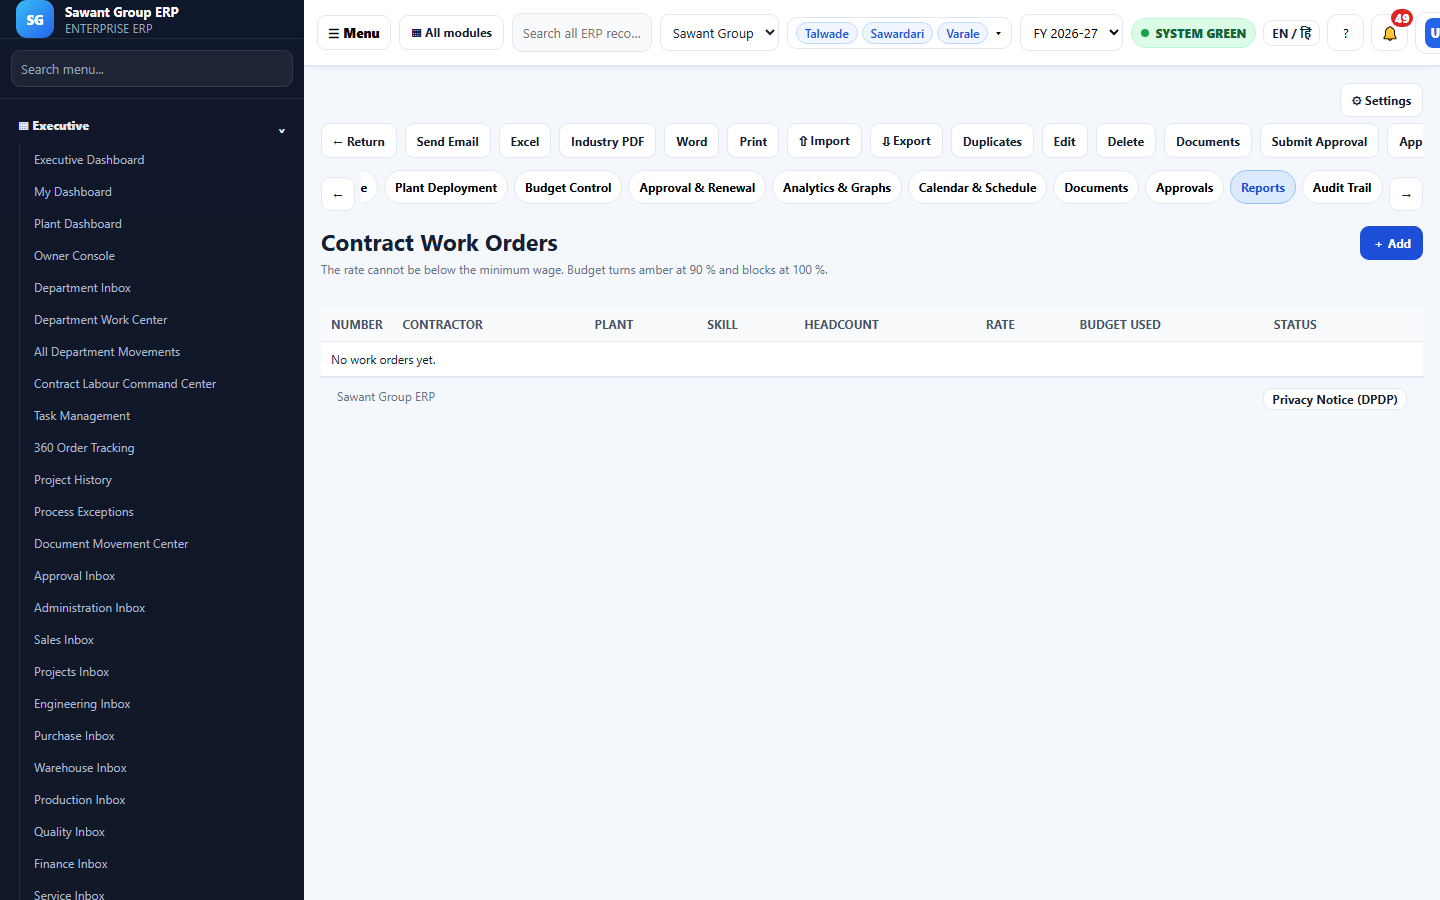 SG
Sawant Group ERP
ENTERPRISE ERP
Search menu...
Executive
Executive Dashboard
My Dashboard
Plant Dashboard
Owner Console
Department Inbox
Department Work Center
All Department Movements
Contract Labour Command Center
Task Management
360 Order Tracking
Project History
Process Exceptions
Document Movement Center
Approval Inbox
Administration Inbox
Sales Inbox
Projects Inbox
Engineering Inbox
Purchase Inbox
Warehouse Inbox
Production Inbox
Quality Inbox
Finance Inbox
Service Inbox
☰ Menu
All modules
Search all ERP reco...
Sawant Group
Talwade
Sawardari
Varale
FY 2026-27
SYSTEM GREEN
EN / हिं
?
49
U
⚙ Settings
← Return
Send Email
Excel
Industry PDF
Word
Print
⇧ Import
⇩ Export
Duplicates
Edit
Delete
Documents
Submit Approval
App
←
e
Plant Deployment
Budget Control
Approval & Renewal
Analytics & Graphs
Calendar & Schedule
Documents
Approvals
Reports
Audit Trail
→
Contract Work Orders
+ Add
The rate cannot be below the minimum wage. Budget turns amber at 90 % and blocks at 100 %.
NUMBER CONTRACTOR PLANT SKILL HEADCOUNT RATE BUDGET USED STATUS
No work orders yet.
Sawant Group ERP
Privacy Notice (DPDP)